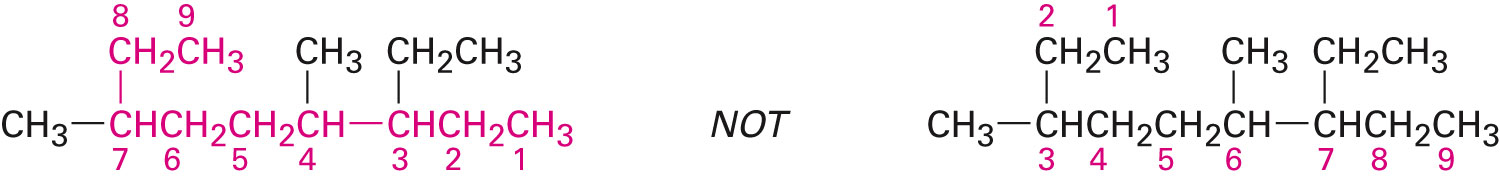 8 9 2 1
CH₂CH₃ CH₃ CH₂CH₃ CH₂CH₃ CH₃ CH₂CH₃
CH₃—CHCH₂CH₂CH—CHCH₂CH₃ NOT CH₃—CHCH₂CH₂CH—CHCH₂CH₃
7 6 5 4 3 2 1 3 4 5 6 7 8 9